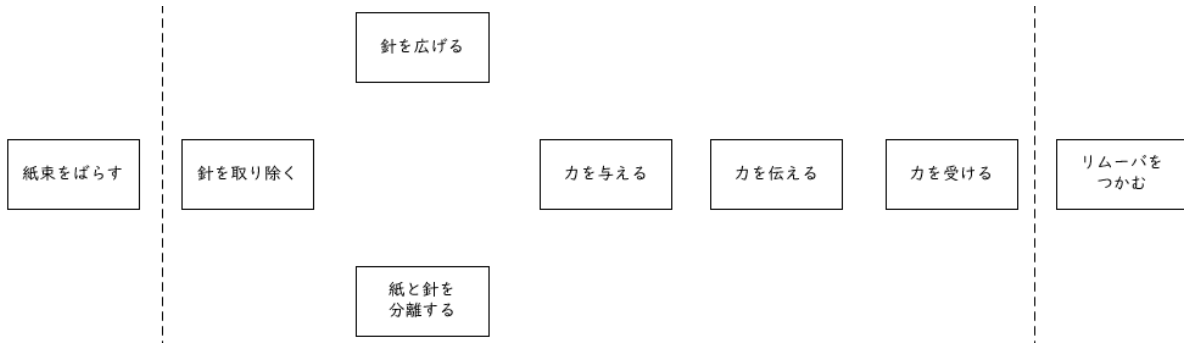 針を広げる
紙束をばらす
針を取り除く
力を与える
力を伝える
力を受ける
リムーバを
つかむ
紙と針を
分離する